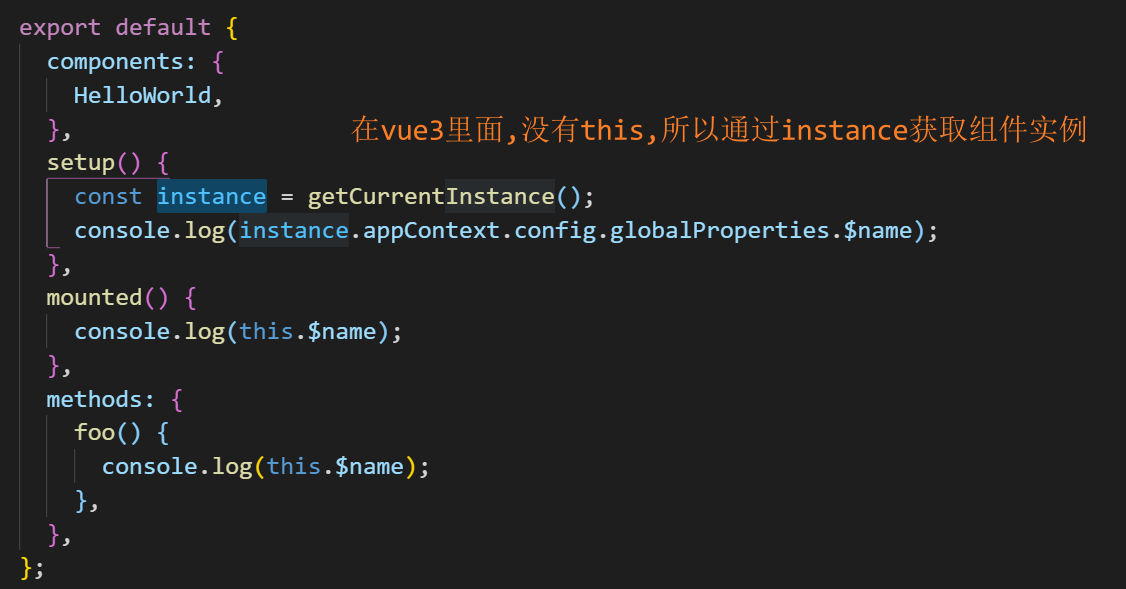 export default {
  components: {
    HelloWorld,
  },
在vue3里面,没有this,所以通过instance获取组件实例
  setup() {
    const instance = getCurrentInstance();
    console.log(instance.appContext.config.globalProperties.$name);
  },
  mounted() {
    console.log(this.$name);
  },
  methods: {
    foo() {
      console.log(this.$name);
    },
  },
};